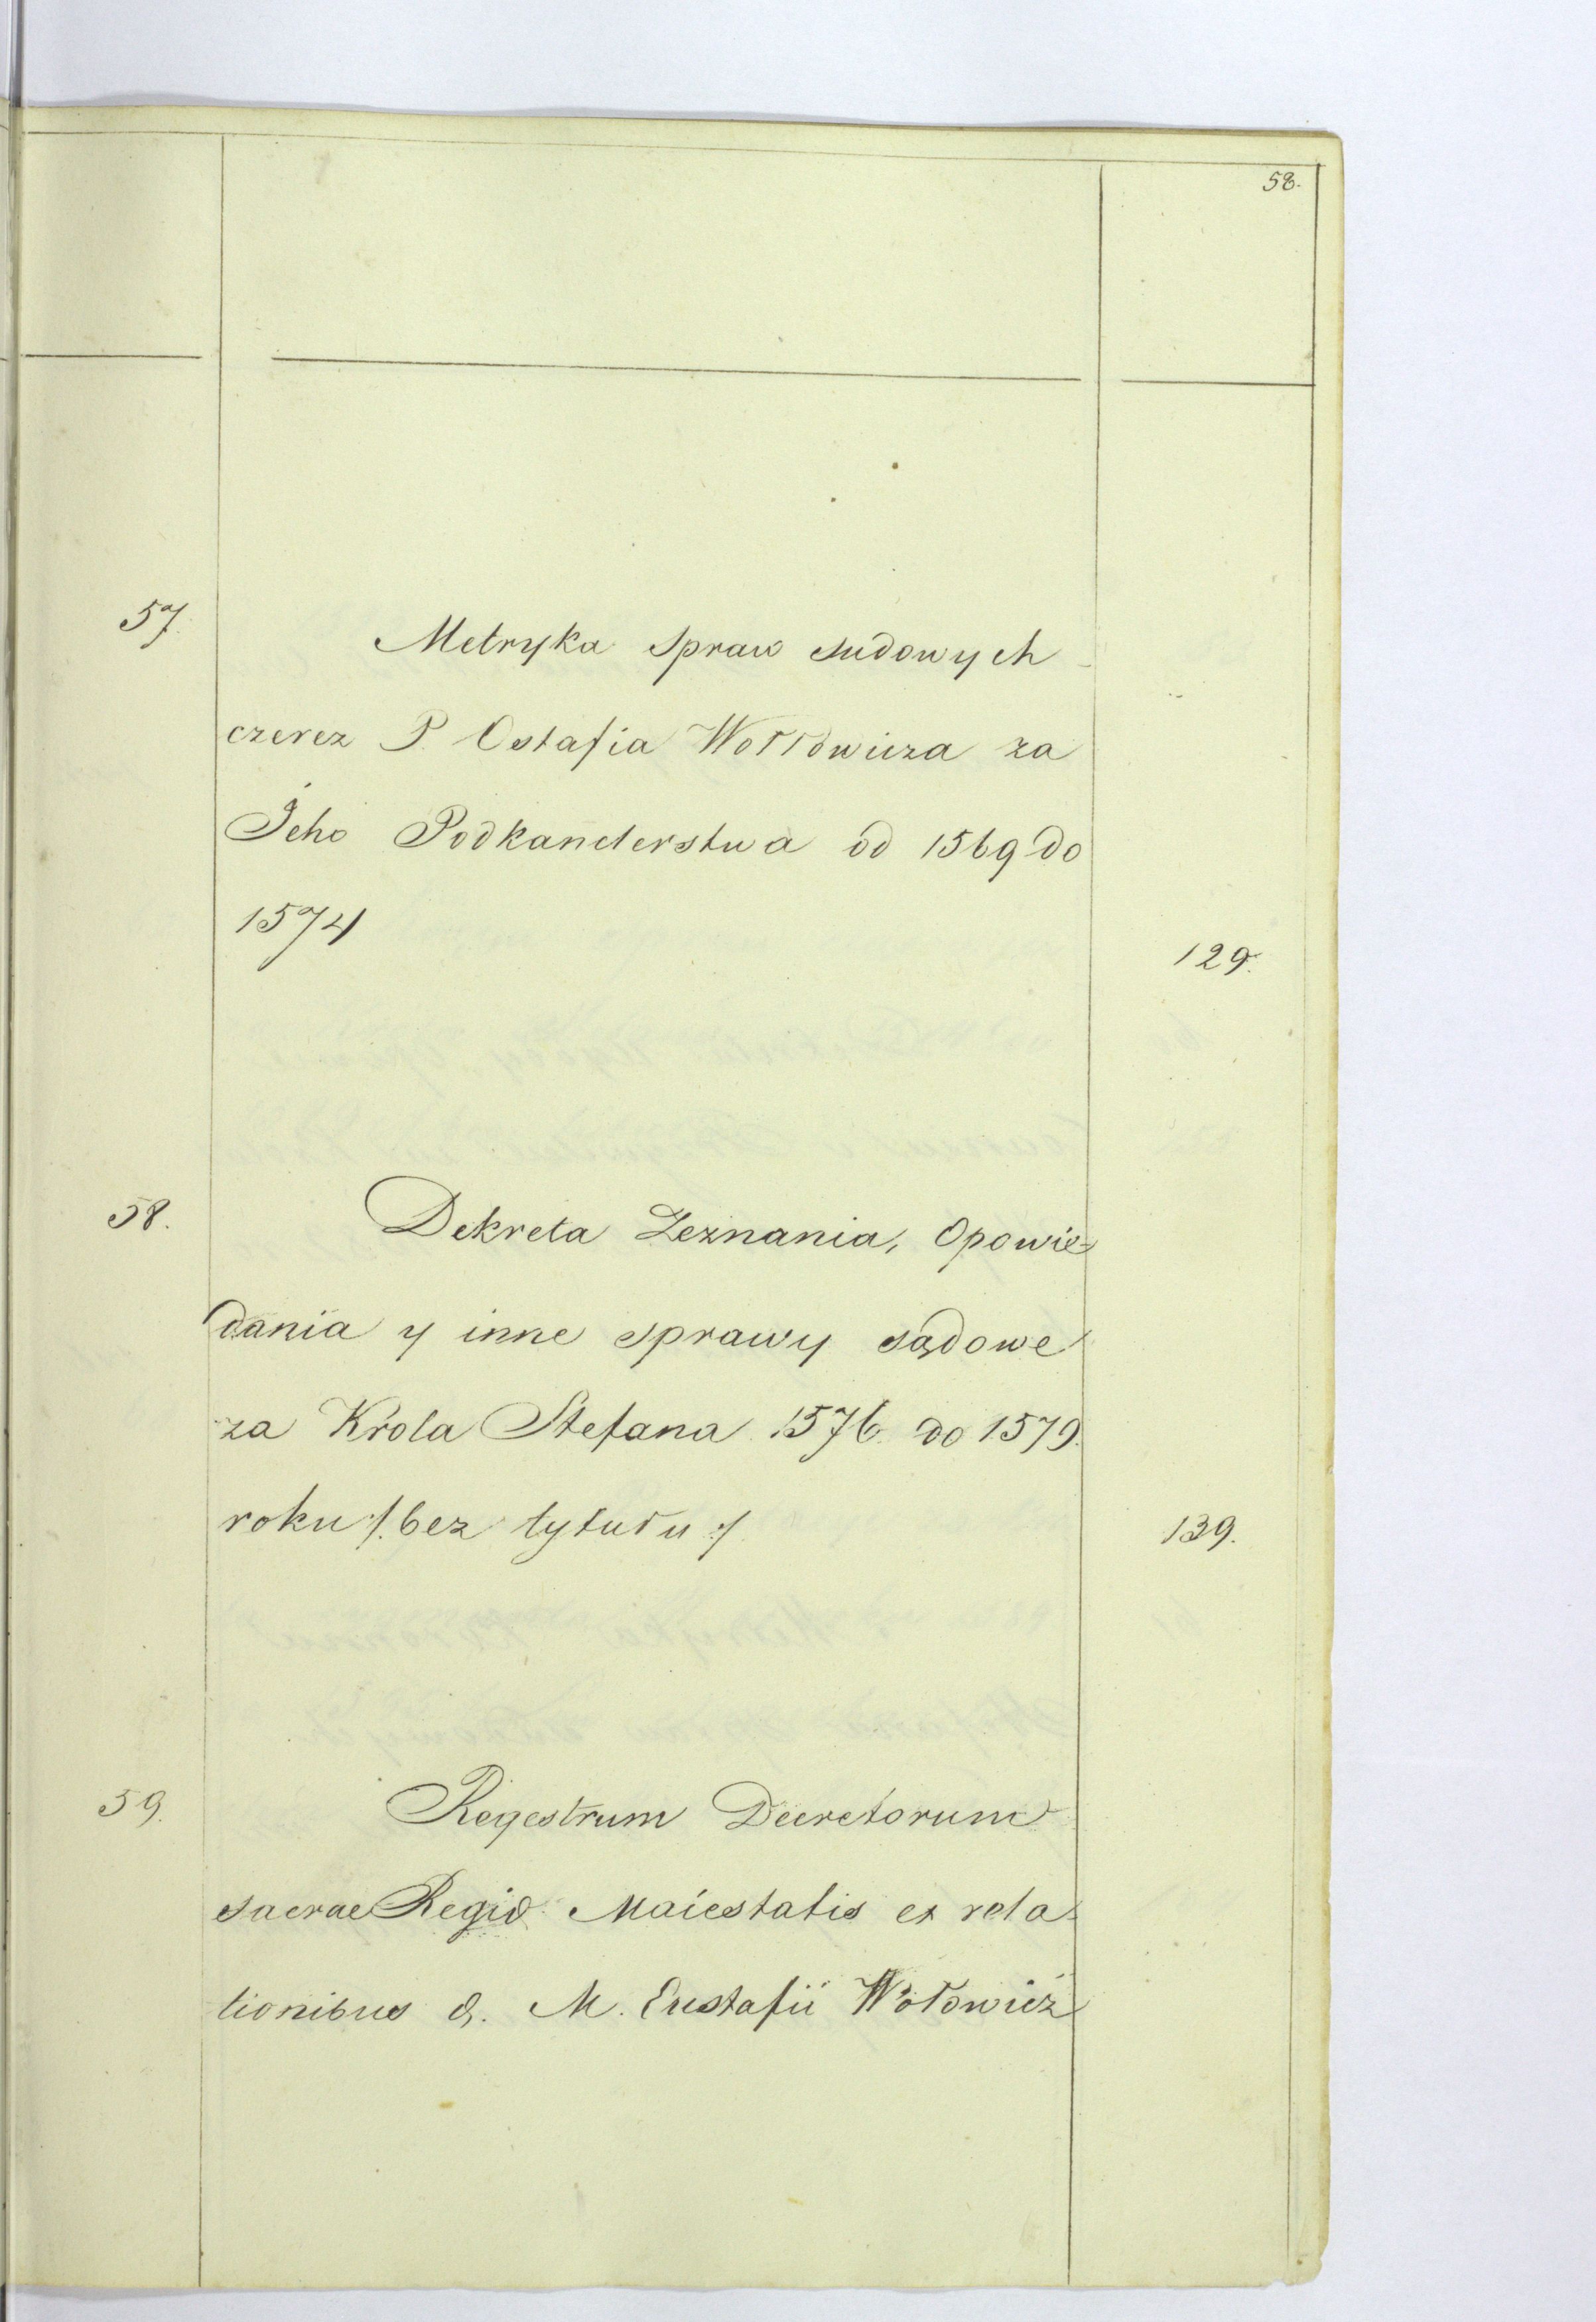 58.
57. Metryka spraw sudowych
czerez P. Ostafia Wołłowicza za
Jeho Podkanclerstwa od 1569 do
1574
129.
58. Dekreta Zeznania, Opowie-
dania y inne sprawy sądowe
za Krola Stefana 1576 do 1579.
roku /. bez tytułu ./
139.
59. Regestrum Decretorum
sacrae Regiae Maiestatis ex rela-
tionibus G. M. Eustafii Wołowicz